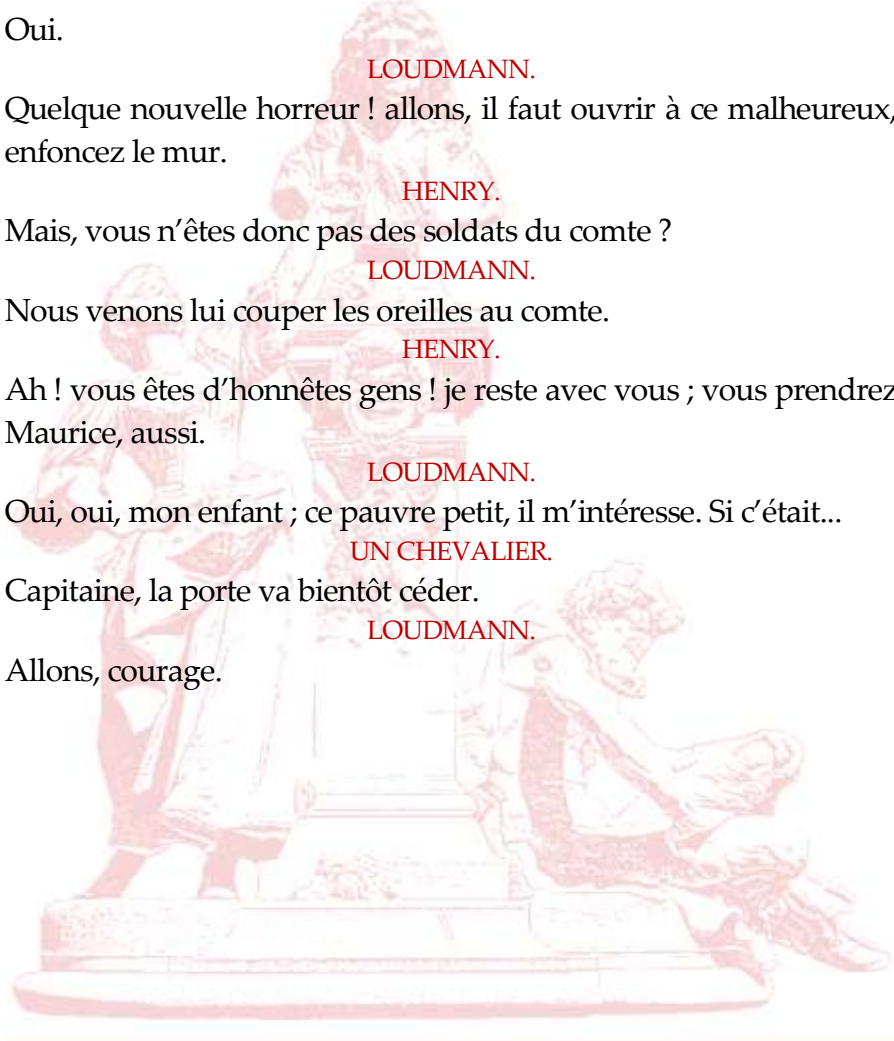 Oui.
LOUDMANN.
Quelque nouvelle horreur ! allons, il faut ouvrir à ce malheureux,
enfoncez le mur.
HENRY.
Mais, vous n’êtes donc pas des soldats du comte ?
LOUDMANN.
Nous venons lui couper les oreilles au comte.
HENRY.
Ah ! vous êtes d’honnêtes gens ! je reste avec vous ; vous prendrez
Maurice, aussi.
LOUDMANN.
Oui, oui, mon enfant ; ce pauvre petit, il m’intéresse. Si c’était...
UN CHEVALIER.
Capitaine, la porte va bientôt céder.
LOUDMANN.
Allons, courage.